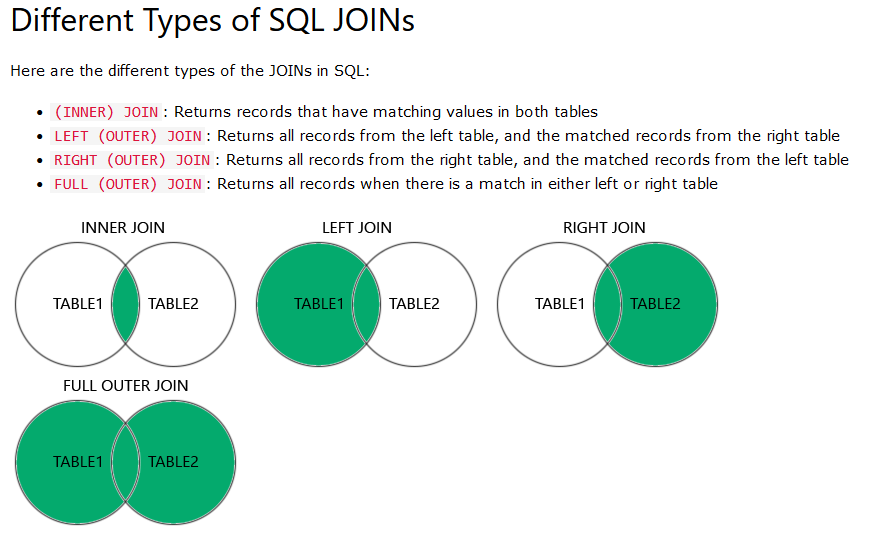 Different Types of SQL JOINs
Here are the different types of the JOINs in SQL:
• (INNER) JOIN: Returns records that have matching values in both tables
• LEFT (OUTER) JOIN: Returns all records from the left table, and the matched records from the right table
• RIGHT (OUTER) JOIN: Returns all records from the right table, and the matched records from the left table
• FULL (OUTER) JOIN: Returns all records when there is a match in either left or right table
INNER JOIN
TABLE1 TABLE2
LEFT JOIN
TABLE1 TABLE2
RIGHT JOIN
TABLE1 TABLE2
FULL OUTER JOIN
TABLE1 TABLE2